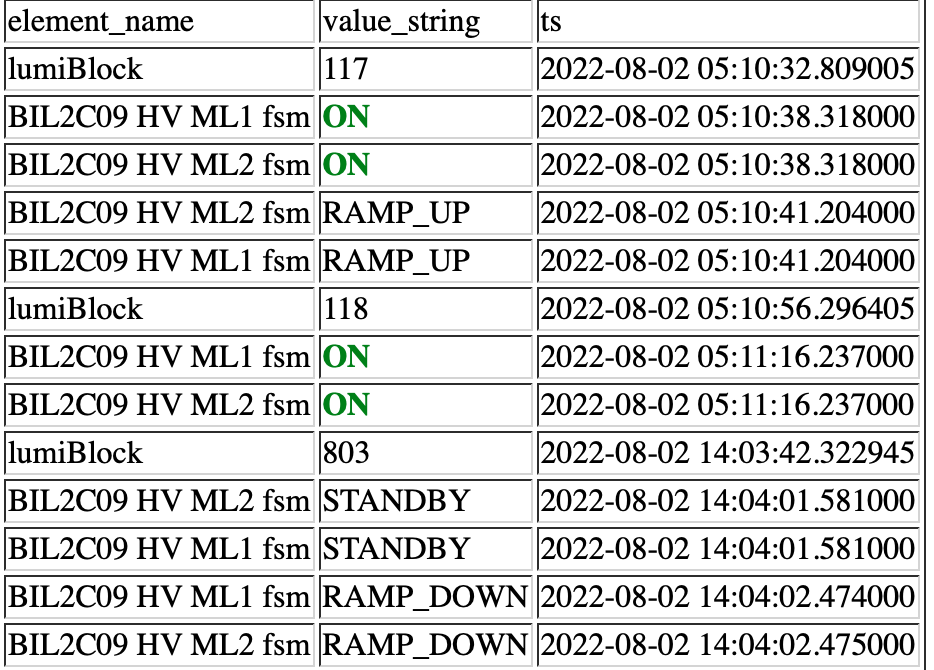 element_name value_string ts
lumiBlock 117 2022-08-02 05:10:32.809005
BIL2C09 HV ML1 fsm ON 2022-08-02 05:10:38.318000
BIL2C09 HV ML2 fsm ON 2022-08-02 05:10:38.318000
BIL2C09 HV ML2 fsm RAMP_UP 2022-08-02 05:10:41.204000
BIL2C09 HV ML1 fsm RAMP_UP 2022-08-02 05:10:41.204000
lumiBlock 118 2022-08-02 05:10:56.296405
BIL2C09 HV ML1 fsm ON 2022-08-02 05:11:16.237000
BIL2C09 HV ML2 fsm ON 2022-08-02 05:11:16.237000
lumiBlock 803 2022-08-02 14:03:42.322945
BIL2C09 HV ML2 fsm STANDBY 2022-08-02 14:04:01.581000
BIL2C09 HV ML1 fsm STANDBY 2022-08-02 14:04:01.581000
BIL2C09 HV ML1 fsm RAMP_DOWN 2022-08-02 14:04:02.474000
BIL2C09 HV ML2 fsm RAMP_DOWN 2022-08-02 14:04:02.475000